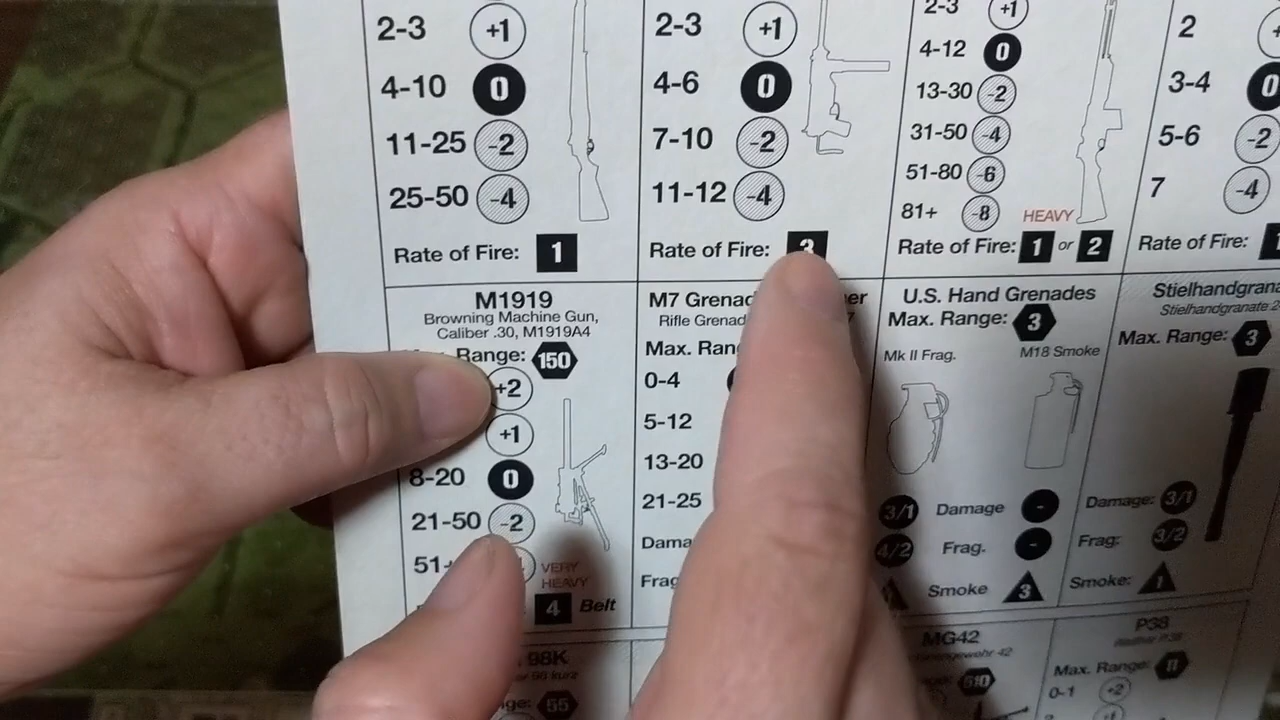 2-3 +1
4-10 0
11-25 -2
25-50 -4
Rate of Fire: 1
2-3 +1
4-6 0
7-10 -2
11-12 -4
Rate of Fire: 3
2-3 +1
4-12 0
13-30 -2
31-50 -4
51-80 -6
81+ -8
HEAVY
Rate of Fire: 1 or 2
2
3-4 0
5-6 -2
7 -4
Rate of Fire: 1
M1919
Browning Machine Gun,
Caliber .30, M1919A4
Range: 150
+2
+1
8-20 0
21-50 -2
51+
VERY
HEAVY
4 Belt
M7
Max.
0-4
5-12
13-20
21-25
U.S. Hand Grenades
Max. Range: 3
Mk II Frag. M18 Smoke
3/1 Damage -
4/2 Frag. -
Smoke 3
Max. Range: 3
Damage: 3/1
Frag: 3/2
Smoke: 1
98K
55
MG42
P38
Max. Range:
0-1 +2